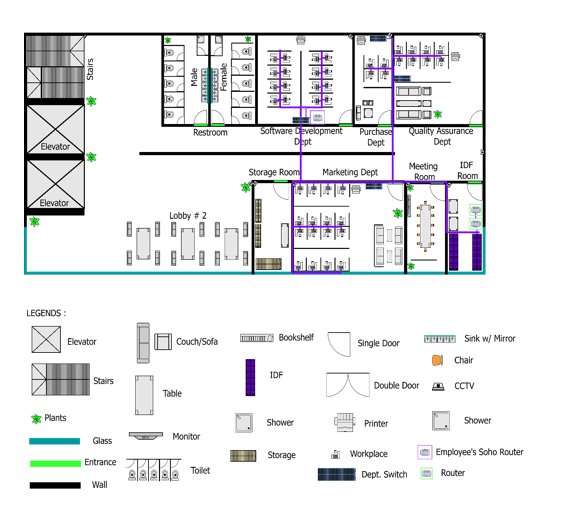 Stairs
Male
Female
Elevator
Elevator
Restroom
Software Development
Dept
Purchase
Dept
Quality Assurance
Dept
Storage Room
Marketing Dept
Meeting
Room
IDF
Room
Lobby # 2
LEGENDS :
Elevator
Couch/Sofa
Bookshelf
Single Door
Sink w/ Mirror
Chair
Stairs
IDF
Double Door
CCTV
Table
Plants
Shower
Printer
Shower
Glass
Monitor
Storage
Workplace
Employee's Soho Router
Entrance
Toilet
Dept. Switch
Router
Wall